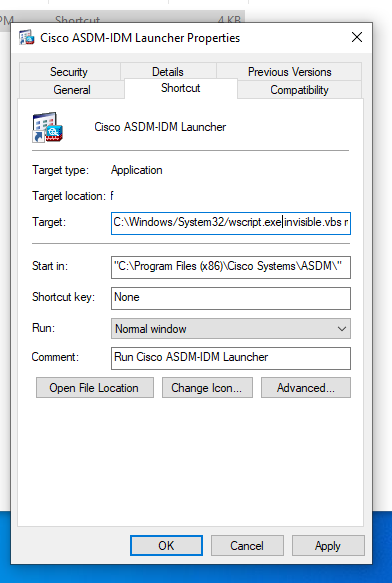 PM
Shortcut
4 KB
Cisco ASDM-IDM Launcher Properties
Security Details Previous Versions
General Shortcut Compatibility
Cisco ASDM-IDM Launcher
Target type: Application
Target location: f
Target: C:\Windows/System32/wscript.exe invisible.vbs r
Start in: "C:\Program Files (x86)\Cisco Systems\ASDM\"
Shortcut key: None
Run: Normal window
Comment: Run Cisco ASDM-IDM Launcher
Open File Location Change Icon... Advanced...
OK Cancel Apply